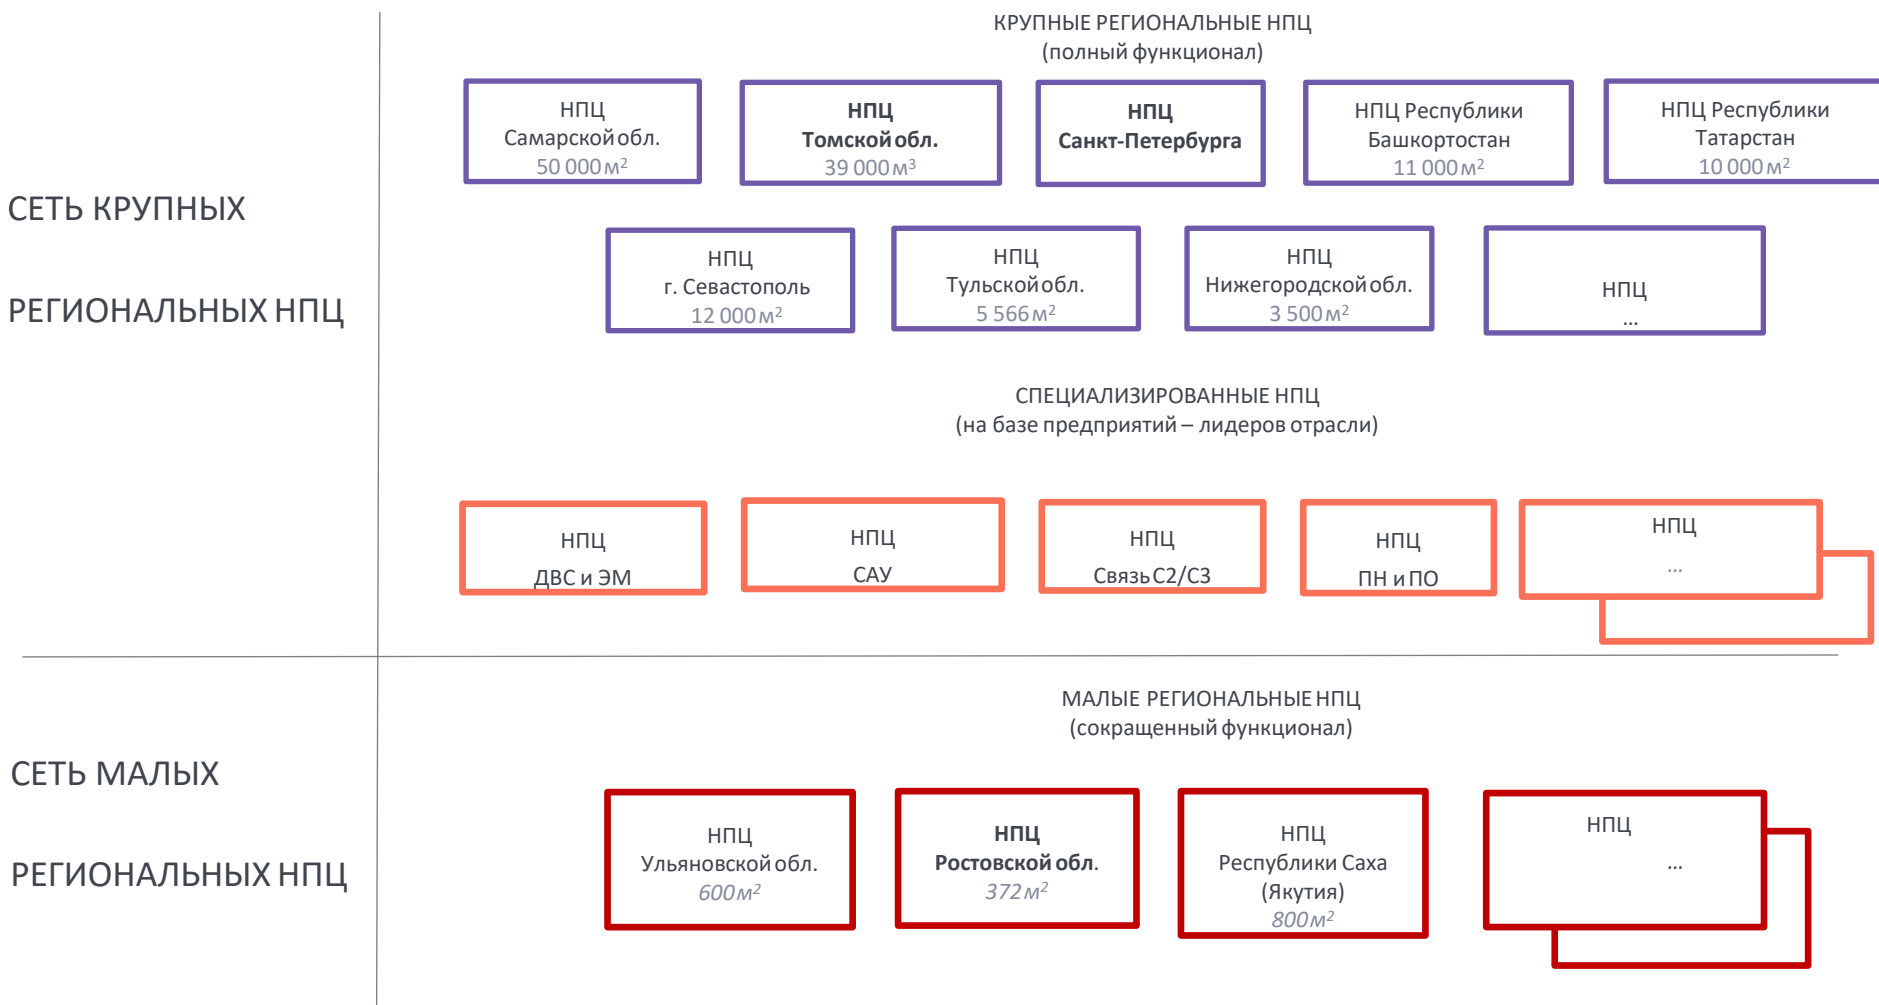 КРУПНЫЕ РЕГИОНАЛЬНЫЕ НПЦ
(полный функционал)
НПЦ
Самарской обл.
50 000 м²
НПЦ
Томской обл.
39 000 м³
НПЦ
Санкт-Петербурга
НПЦ Республики
Башкортостан
11 000 м²
НПЦ Республики
Татарстан
10 000 м²
СЕТЬ КРУПНЫХ
РЕГИОНАЛЬНЫХ НПЦ
НПЦ
г. Севастополь
12 000 м²
НПЦ
Тульской обл.
5 566 м²
НПЦ
Нижегородской обл.
3 500 м²
НПЦ
...
СПЕЦИАЛИЗИРОВАННЫЕ НПЦ
(на базе предприятий – лидеров отрасли)
НПЦ
ДВС и ЭМ
НПЦ
САУ
НПЦ
Связь С2/С3
НПЦ
ПН и ПО
НПЦ
...
МАЛЫЕ РЕГИОНАЛЬНЫЕ НПЦ
(сокращенный функционал)
СЕТЬ МАЛЫХ
РЕГИОНАЛЬНЫХ НПЦ
НПЦ
Ульяновской обл.
600 м²
НПЦ
Ростовской обл.
372 м²
НПЦ
Республики Саха
(Якутия)
800 м²
НПЦ
...